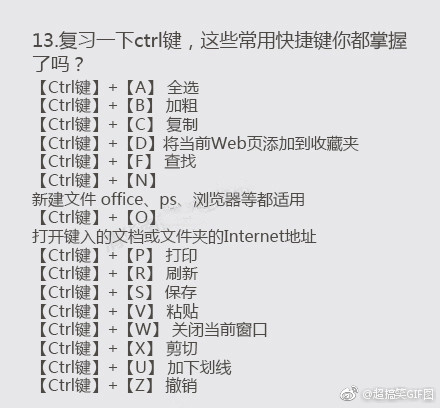 13.复习一下ctrl键，这些常用快捷键你都掌握
了吗？
【Ctrl键】+【A】 全选
【Ctrl键】+【B】 加粗
【Ctrl键】+【C】 复制
【Ctrl键】+【D】将当前Web页添加到收藏夹
【Ctrl键】+【F】 查找
【Ctrl键】+【N】
新建文件 office、ps、浏览器等都适用
【Ctrl键】+【O】
打开键入的文档或文件夹的Internet地址
【Ctrl键】+【P】 打印
【Ctrl键】+【R】 刷新
【Ctrl键】+【S】 保存
【Ctrl键】+【V】 粘贴
【Ctrl键】+【W】 关闭当前窗口
【Ctrl键】+【X】 剪切
【Ctrl键】+【U】 加下划线
【Ctrl键】+【Z】 撤销
@超搞笑GIF图